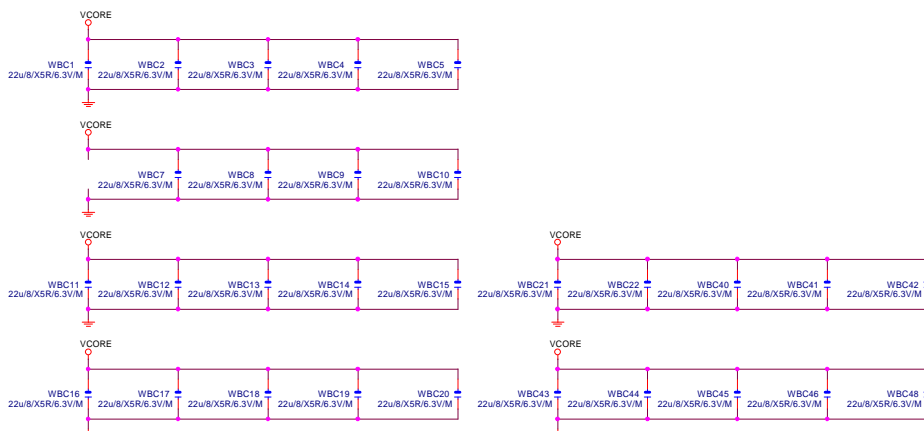 VCORE
WBC1 WBC2 WBC3 WBC4 WBC5
22u/8/X5R/6.3V/M 22u/8/X5R/6.3V/M 22u/8/X5R/6.3V/M 22u/8/X5R/6.3V/M 22u/8/X5R/6.3V/M
VCORE
WBC7 WBC8 WBC9 WBC10
22u/8/X5R/6.3V/M 22u/8/X5R/6.3V/M 22u/8/X5R/6.3V/M 22u/8/X5R/6.3V/M
VCORE VCORE
WBC11 WBC12 WBC13 WBC14 WBC15 WBC21 WBC22 WBC40 WBC41 WBC42
22u/8/X5R/6.3V/M 22u/8/X5R/6.3V/M 22u/8/X5R/6.3V/M 22u/8/X5R/6.3V/M 22u/8/X5R/6.3V/M 22u/8/X5R/6.3V/M 22u/8/X5R/6.3V/M 22u/8/X5R/6.3V/M 22u/8/X5R/6.3V/M 22u/8/X5R/6.3V/M
VCORE VCORE
WBC16 WBC17 WBC18 WBC19 WBC20 WBC43 WBC44 WBC45 WBC46 WBC48
22u/8/X5R/6.3V/M 22u/8/X5R/6.3V/M 22u/8/X5R/6.3V/M 22u/8/X5R/6.3V/M 22u/8/X5R/6.3V/M 22u/8/X5R/6.3V/M 22u/8/X5R/6.3V/M 22u/8/X5R/6.3V/M 22u/8/X5R/6.3V/M 22u/8/X5R/6.3V/M